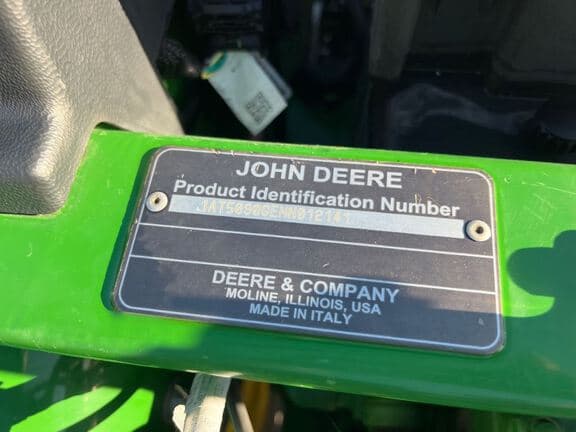 JOHN DEERE
Product Identification Number
DEERE & COMPANY
MOLINE, ILLINOIS, USA
MADE IN ITALY